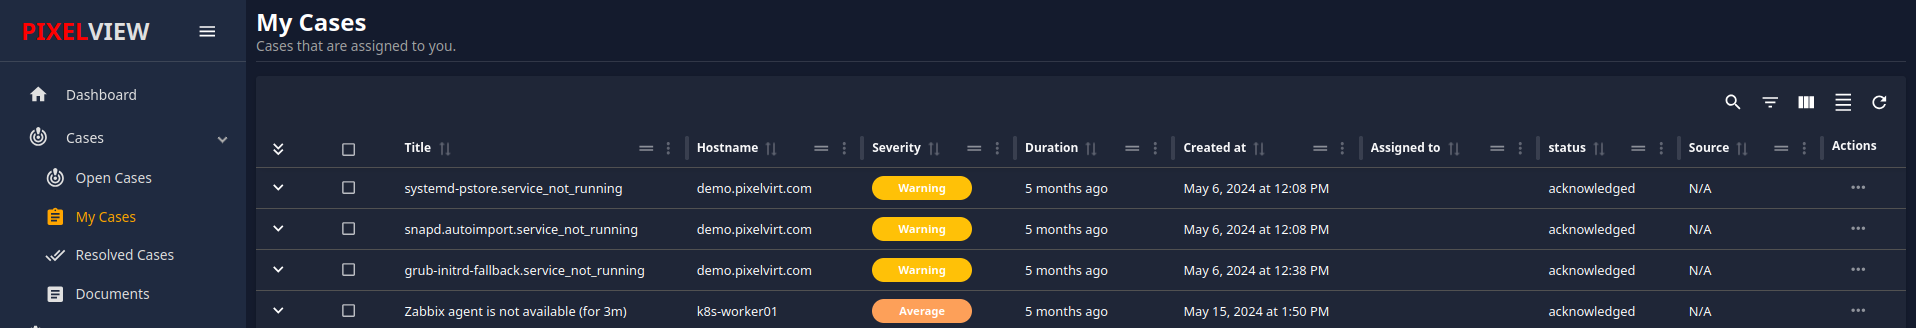 PIXELVIEW
Dashboard
Cases
Open Cases
My Cases
Resolved Cases
Documents
My Cases
Cases that are assigned to you.
Title Hostname Severity Duration Created at Assigned to status Source Actions
systemd-pstore.service_not_running demo.pixelvirt.com Warning 5 months ago May 6, 2024 at 12:08 PM acknowledged N/A
snapd.autoimport.service_not_running demo.pixelvirt.com Warning 5 months ago May 6, 2024 at 12:08 PM acknowledged N/A
grub-initrd-fallback.service_not_running demo.pixelvirt.com Warning 5 months ago May 6, 2024 at 12:38 PM acknowledged N/A
Zabbix agent is not available (for 3m) k8s-worker01 Average 5 months ago May 15, 2024 at 1:50 PM acknowledged N/A